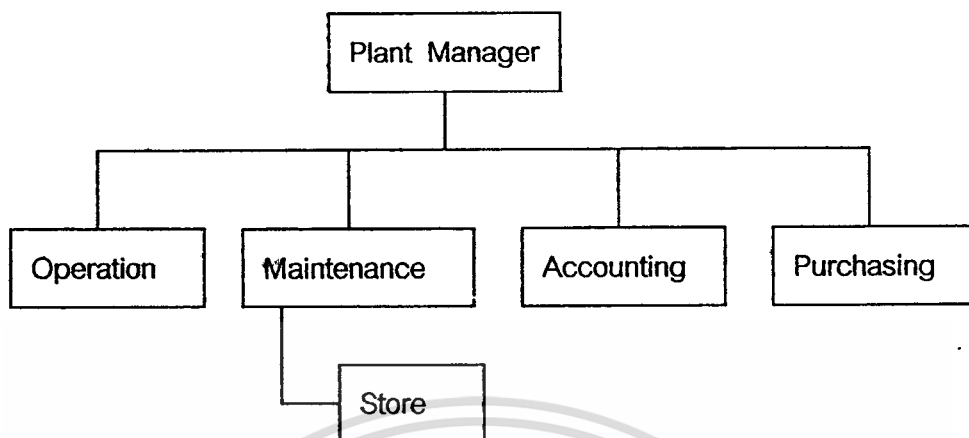 Plant Manager
Operation
Maintenance
Accounting
Purchasing
Store